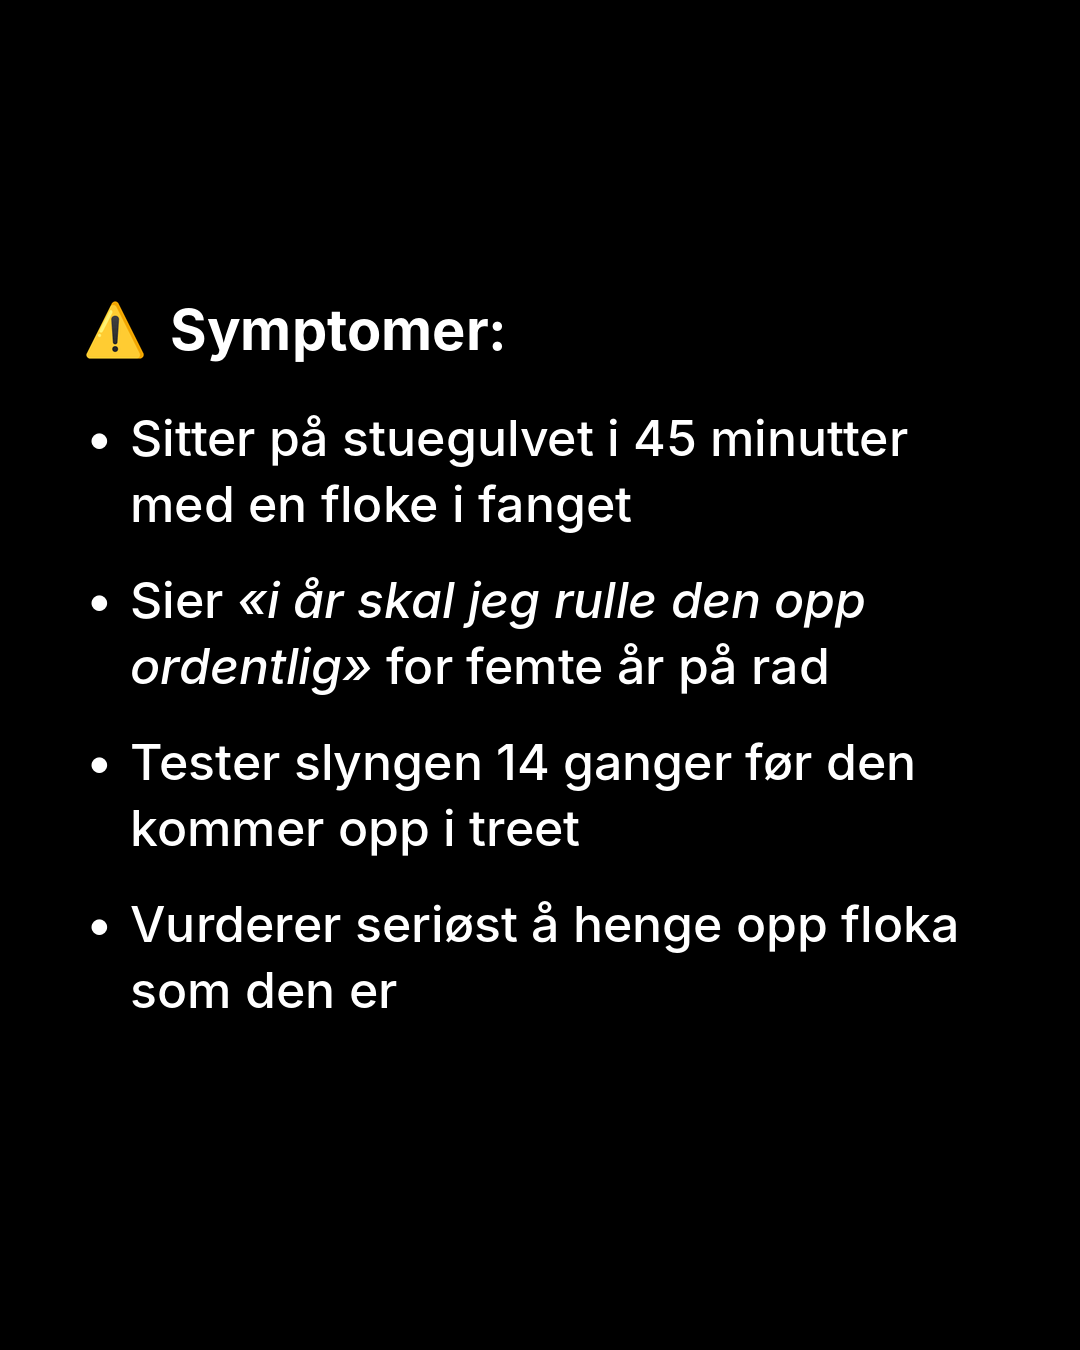 ⚠️ Symptomer:
• Sitter på stuegulvet i 45 minutter
med en floke i fanget
• Sier «i år skal jeg rulle den opp
ordentlig» for femte år på rad
• Tester slyngen 14 ganger før den
kommer opp i treet
• Vurderer seriøst å henge opp floka
som den er